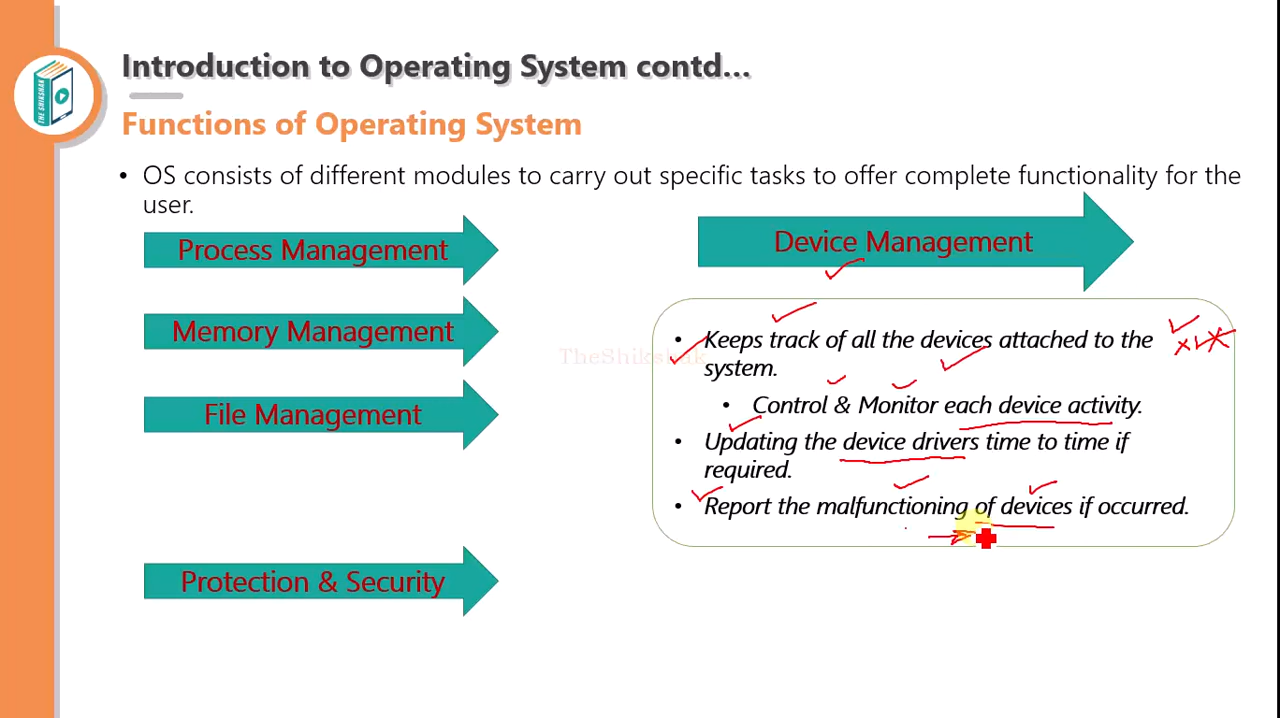 Introduction to Operating System contd...
Functions of Operating System
• OS consists of different modules to carry out specific tasks to offer complete functionality for the
user.
Process Management
Memory Management
File Management
Protection & Security
Device Management
• Keeps track of all the devices attached to the
system.
• Control & Monitor each device activity.
• Updating the device drivers time to time if
required.
• Report the malfunctioning of devices if occurred.
TheShikshak
THE SHIKSHAK